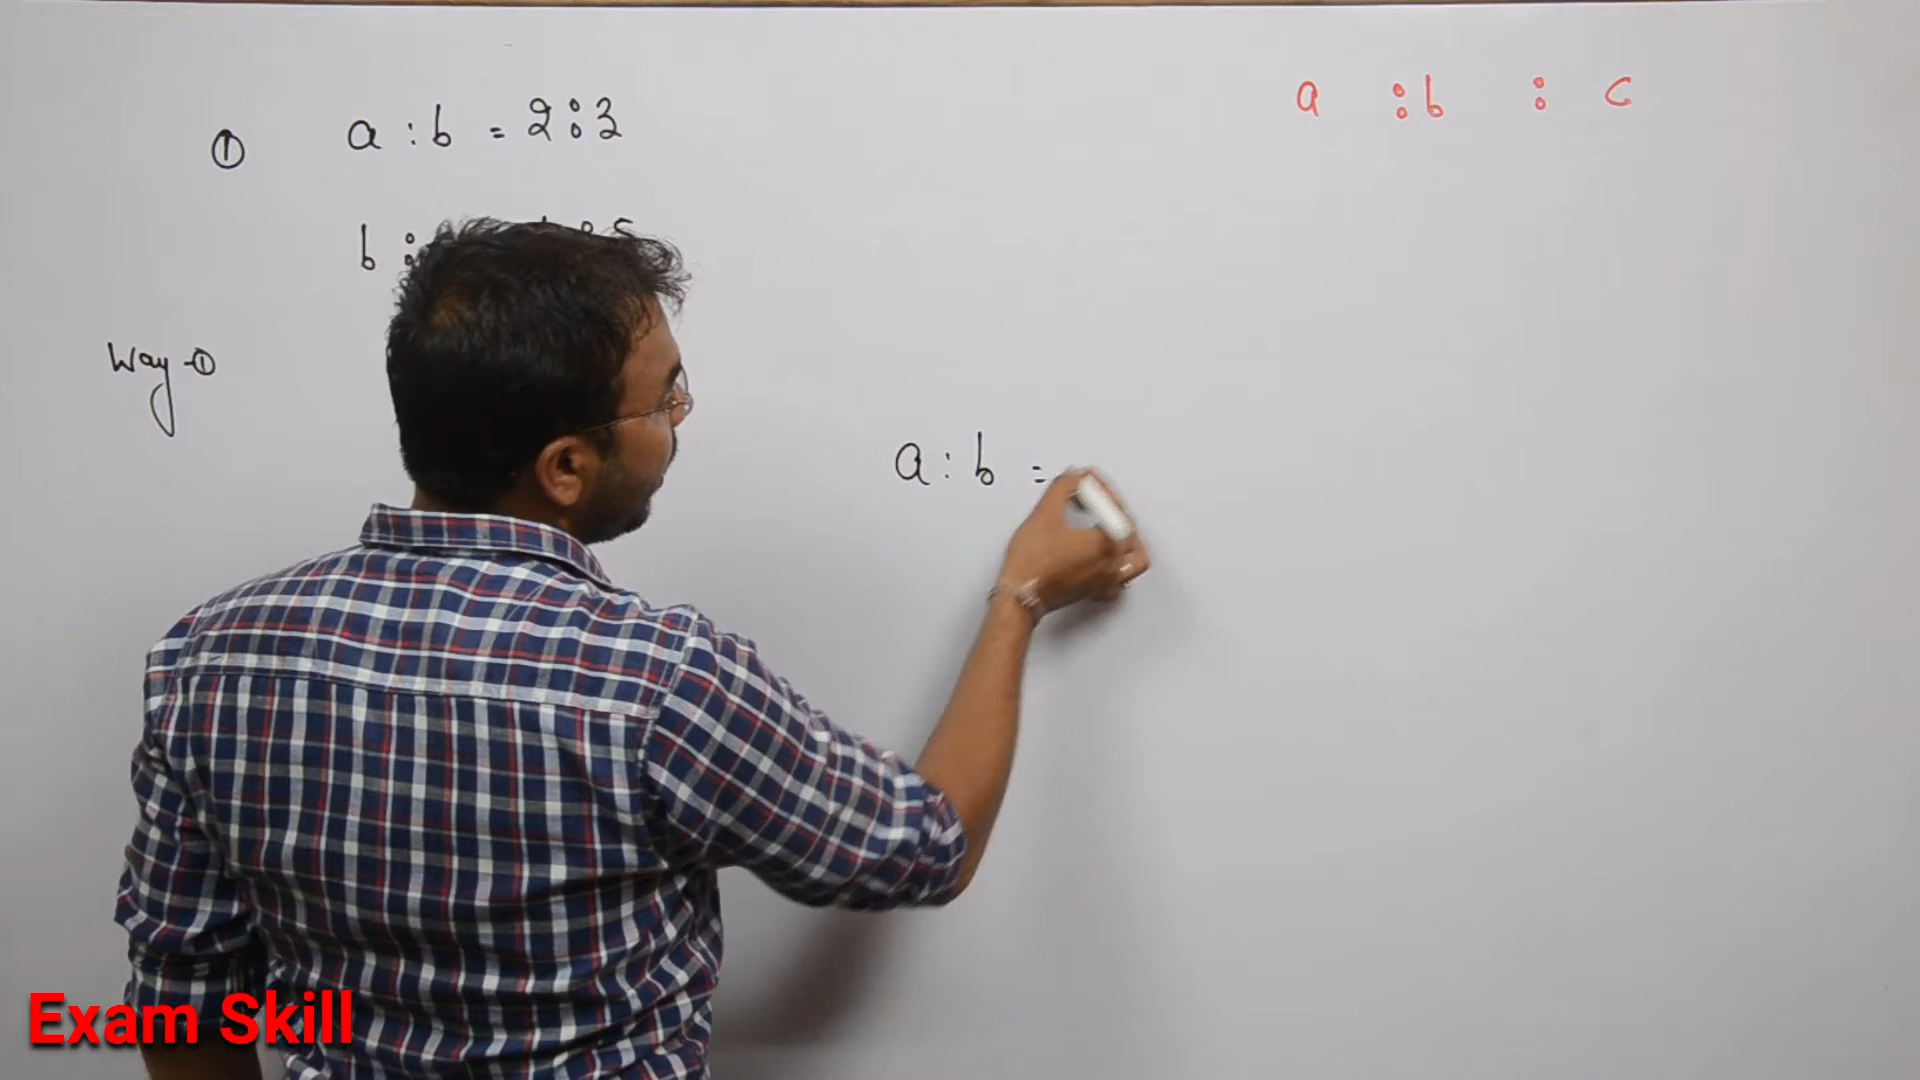 ① a : b = 2 : 3
a : b : c
b :
Way - ①
a : b =
Exam Skill